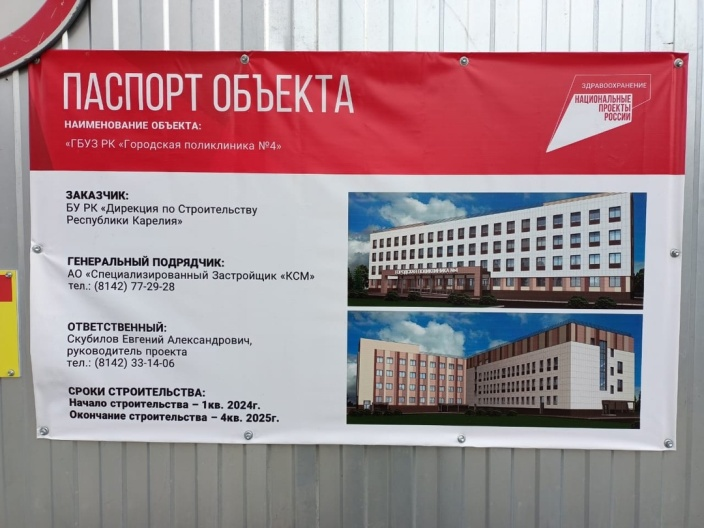 ПАСПОРТ ОБЪЕКТА
НАИМЕНОВАНИЕ ОБЪЕКТА:
«ГБУЗ РК «Городская поликлиника №4»
ЗДРАВООХРАНЕНИЕ
НАЦИОНАЛЬНЫЕ
ПРОЕКТЫ
РОССИИ
ЗАКАЗЧИК:
БУ РК «Дирекция по Строительству
Республики Карелия»
ГЕНЕРАЛЬНЫЙ ПОДРЯДЧИК:
АО «Специализированный Застройщик «КСМ»
тел.: (8142) 77-29-28
ОТВЕТСТВЕННЫЙ:
Скубилов Евгений Александрович,
руководитель проекта
тел.: (8142) 33-14-06
СРОКИ СТРОИТЕЛЬСТВА:
Начало строительства – 1кв. 2024г.
Окончание строительства – 4кв. 2025г.
ГОРОДСКАЯ ПОЛИКЛИНИКА №4